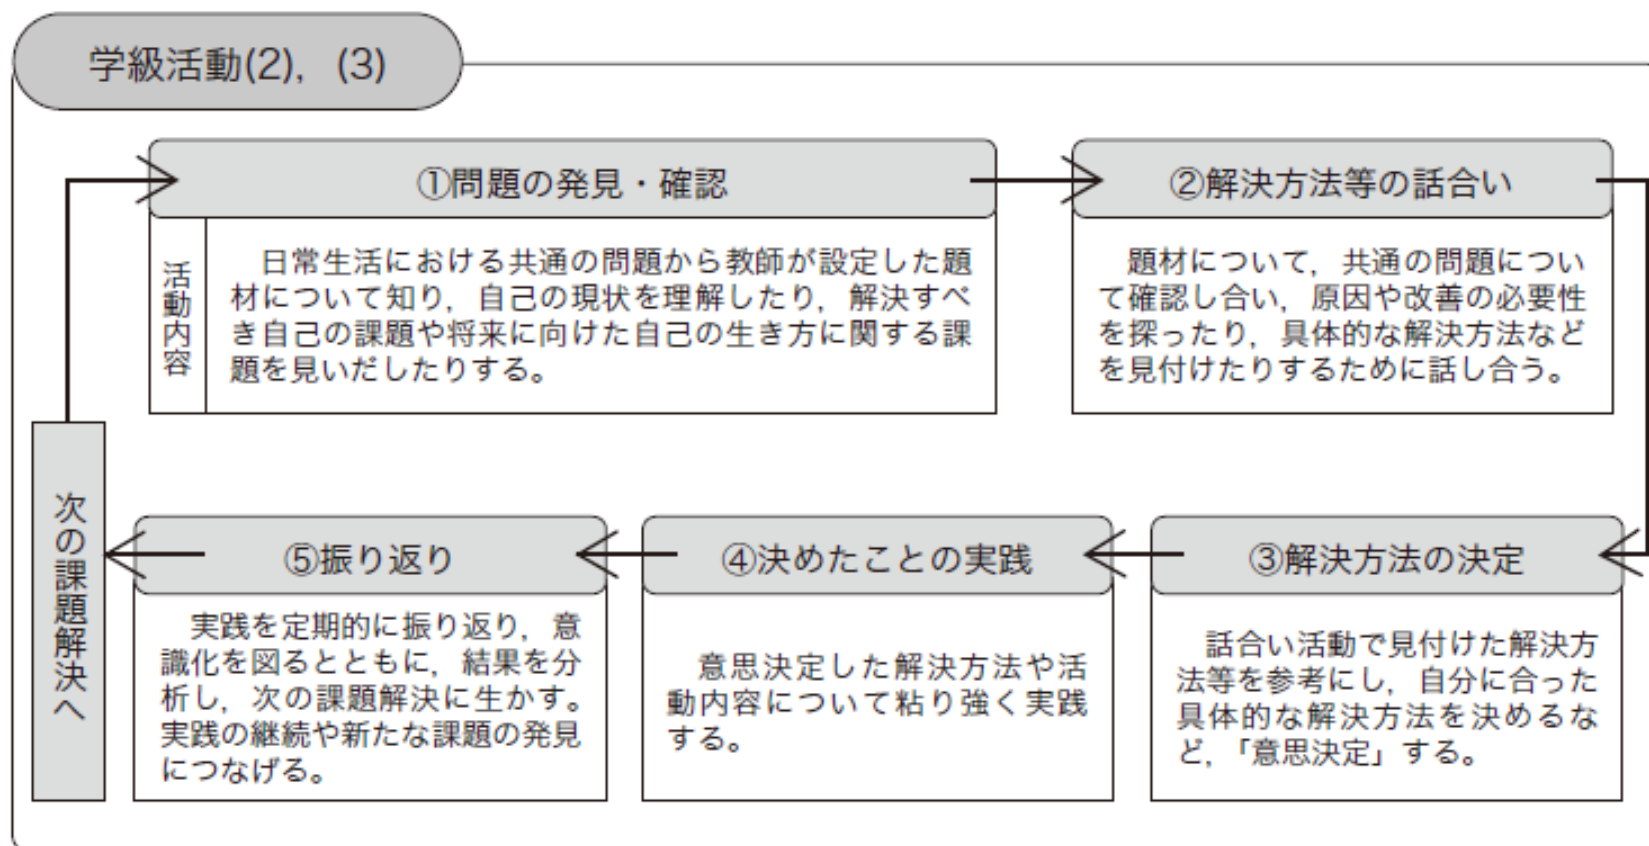 学級活動(2)，(3)
①問題の発見・確認
活動内容
日常生活における共通の問題から教師が設定した題
材について知り，自己の現状を理解したり，解決すべ
き自己の課題や将来に向けた自己の生き方に関する課
題を見いだしたりする。
②解決方法等の話合い
題材について，共通の問題につい
て確認し合い，原因や改善の必要性
を探ったり，具体的な解決方法など
を見付けたりするために話し合う。
③解決方法の決定
話合い活動で見付けた解決方
法等を参考にし，自分に合った
具体的な解決方法を決めるな
ど，「意思決定」する。
④決めたことの実践
意思決定した解決方法や活
動内容について粘り強く実践
する。
⑤振り返り
実践を定期的に振り返り，意
識化を図るとともに，結果を分
析し，次の課題解決に生かす。
実践の継続や新たな課題の発見
につなげる。
次の課題解決へ